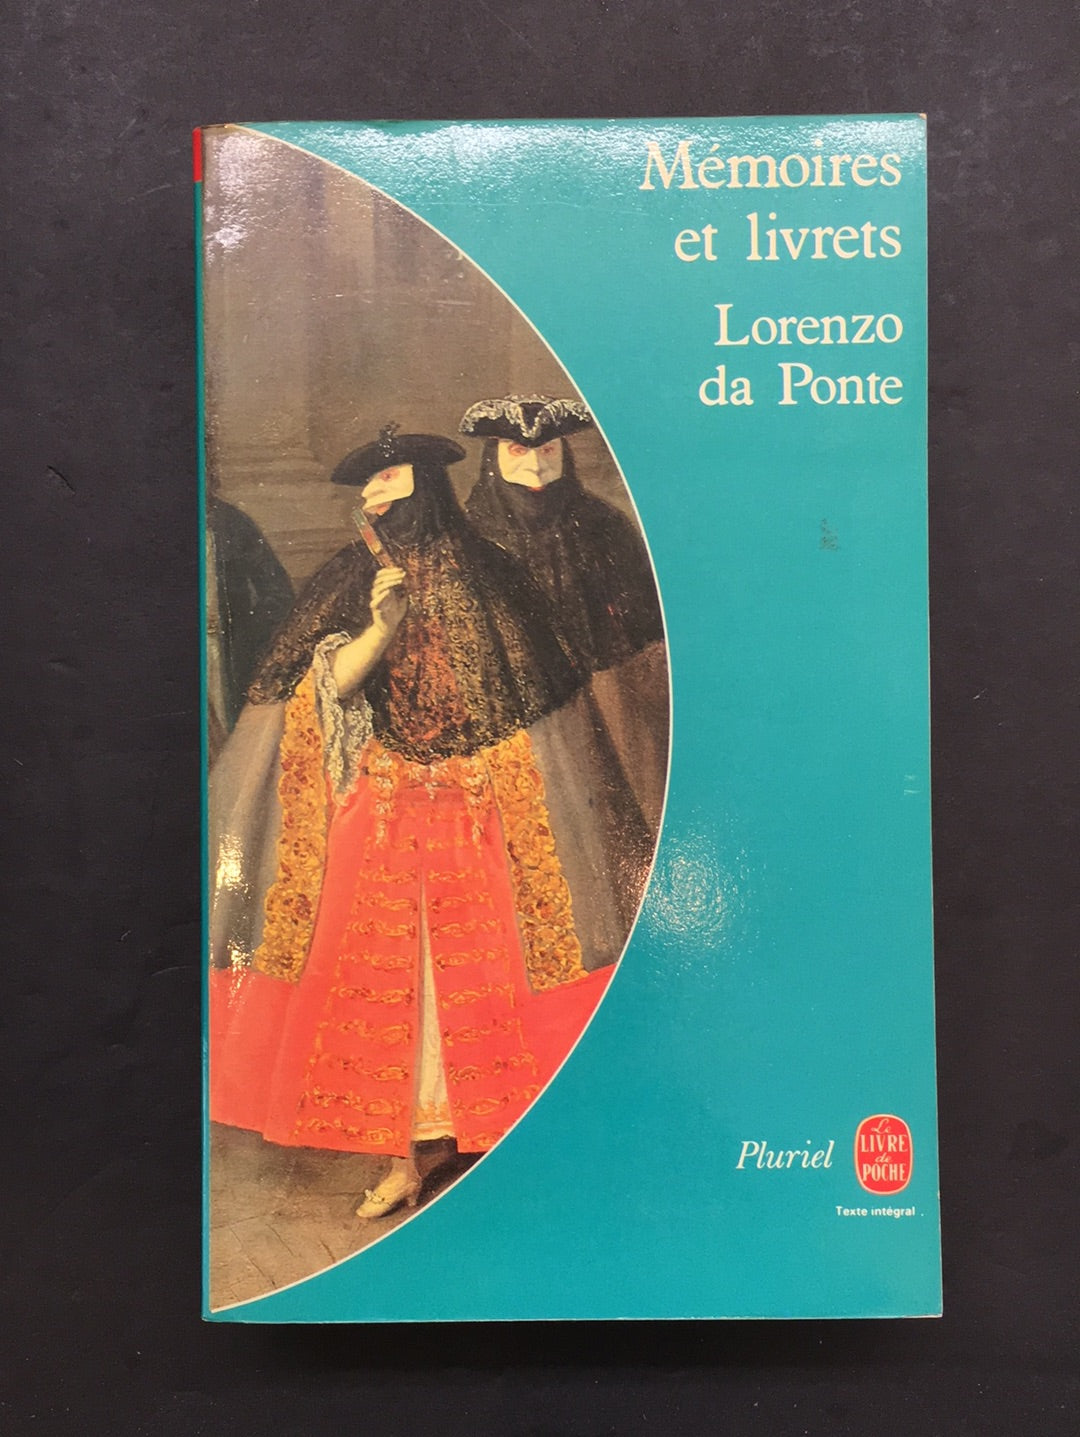 Mémoires
et livrets
Lorenzo
da Ponte
Pluriel
Le
LIVRE
de
POCHE
Texte intégral.